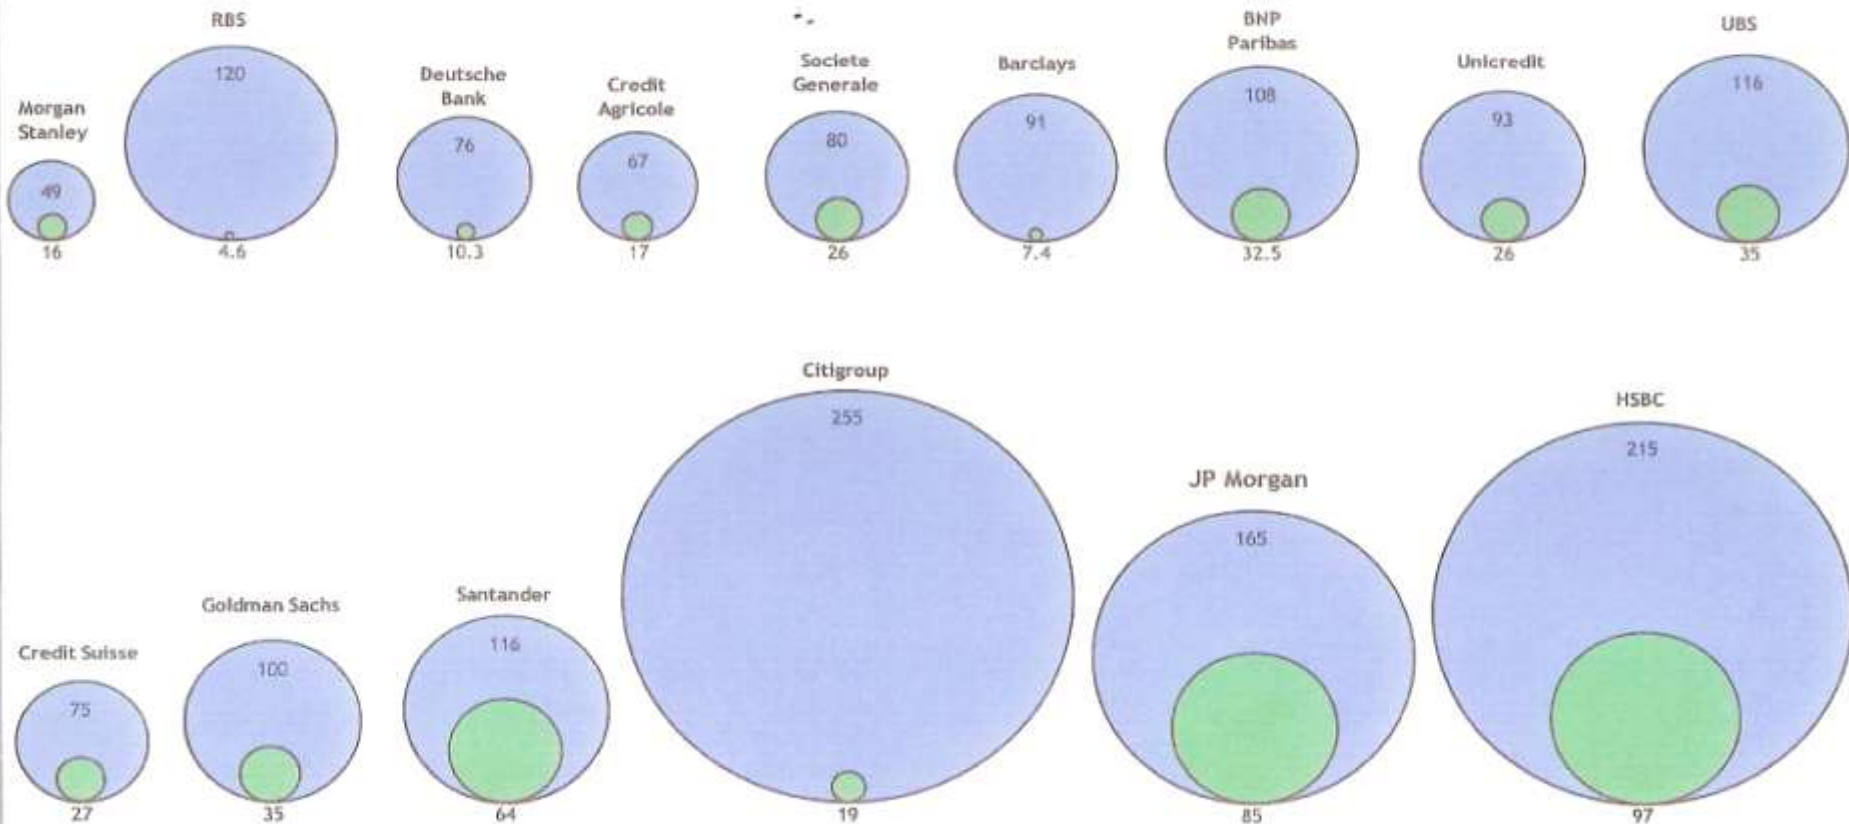 RBS
120
4.6
Morgan
Stanley
49
16
Deutsche
Bank
76
10.3
Credit
Agricole
67
17
Societe
Generale
80
26
Barclays
91
7.4
BNP
Paribas
108
32.5
Unicredit
93
26
UBS
116
35
Credit Suisse
75
27
Goldman Sachs
100
35
Santander
116
64
Citigroup
255
19
JP Morgan
165
85
HSBC
215
97